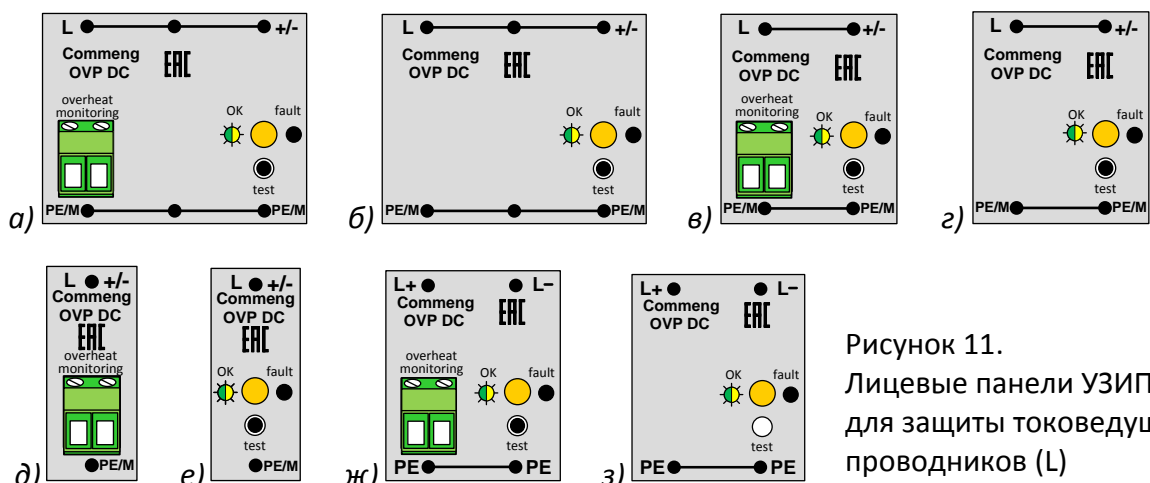 L +/-
Commeng
OVP DC
EAC
overheat
monitoring
OK fault
test
PE/M PE/M
а)
L +/-
Commeng
OVP DC
EAC
OK fault
test
PE/M PE/M
б)
L +/-
Commeng
OVP DC
EAC
overheat
monitoring
OK fault
test
PE/M PE/M
в)
L +/-
Commeng
OVP DC
EAC
OK fault
test
PE/M PE/M
г)
L +/-
Commeng
OVP DC
EAC
overheat
monitoring
PE/M
д)
L +/-
Commeng
OVP DC
EAC
OK fault
test
PE/M
е)
L+ L−
Commeng
OVP DC
EAC
overheat
monitoring
OK fault
test
PE PE
ж)
L+ L−
Commeng
OVP DC
EAC
OK fault
test
PE PE
з)
Рисунок 11.
Лицевые панели УЗИП
для защиты токоведущ
проводников (L)